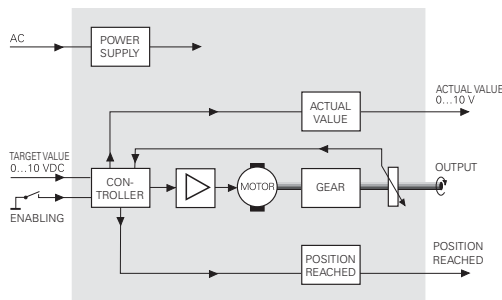 AC
POWER
SUPPLY
ACTUAL VALUE
0...10 V
ACTUAL
VALUE
TARGET VALUE
0...10 VDC
CON-
TROLLER
MOTOR
GEAR
OUTPUT
ENABLING
POSITION
REACHED
POSITION
REACHED